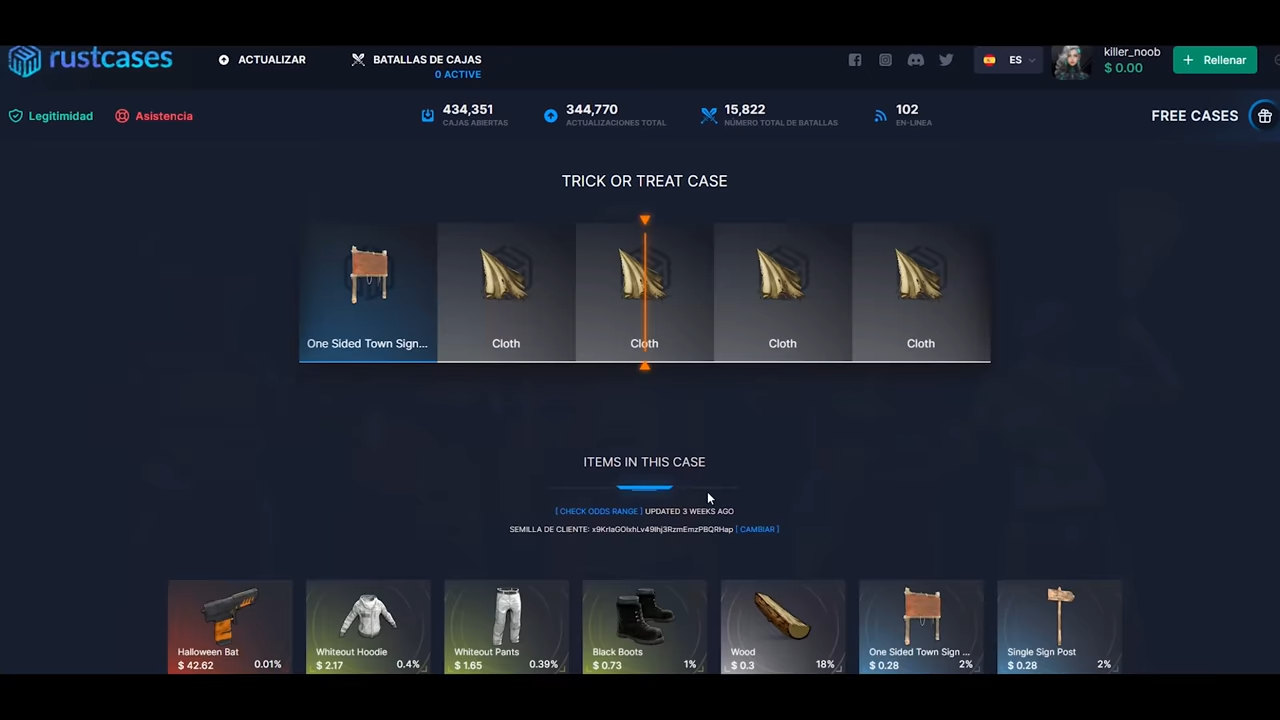 rustcases
ACTUALIZAR
BATALLAS DE CAJAS
0 ACTIVE
ES
killer_noob
$ 0.00
Rellenar
Legitimidad
Asistencia
434,351
CAJAS ABIERTAS
344,770
ACTUALIZACIONES TOTAL
15,822
NÚMERO TOTAL DE BATALLAS
102
EN-LINEA
FREE CASES
TRICK OR TREAT CASE
One Sided Town Sign...
Cloth
Cloth
Cloth
Cloth
ITEMS IN THIS CASE
[ CHECK ODDS RANGE ] UPDATED 3 WEEKS AGO
SEMILLA DE CLIENTE: [ CAMBIAR ]
Halloween Bat
$ 42.62 0.01%
Whiteout Hoodie
$ 2.17 0.4%
Whiteout Pants
$ 1.65 0.39%
Black Boots
$ 0.73 1%
Wood
$ 0.3 18%
One Sided Town Sign ...
$ 0.28 2%
Single Sign Post
$ 0.28 2%